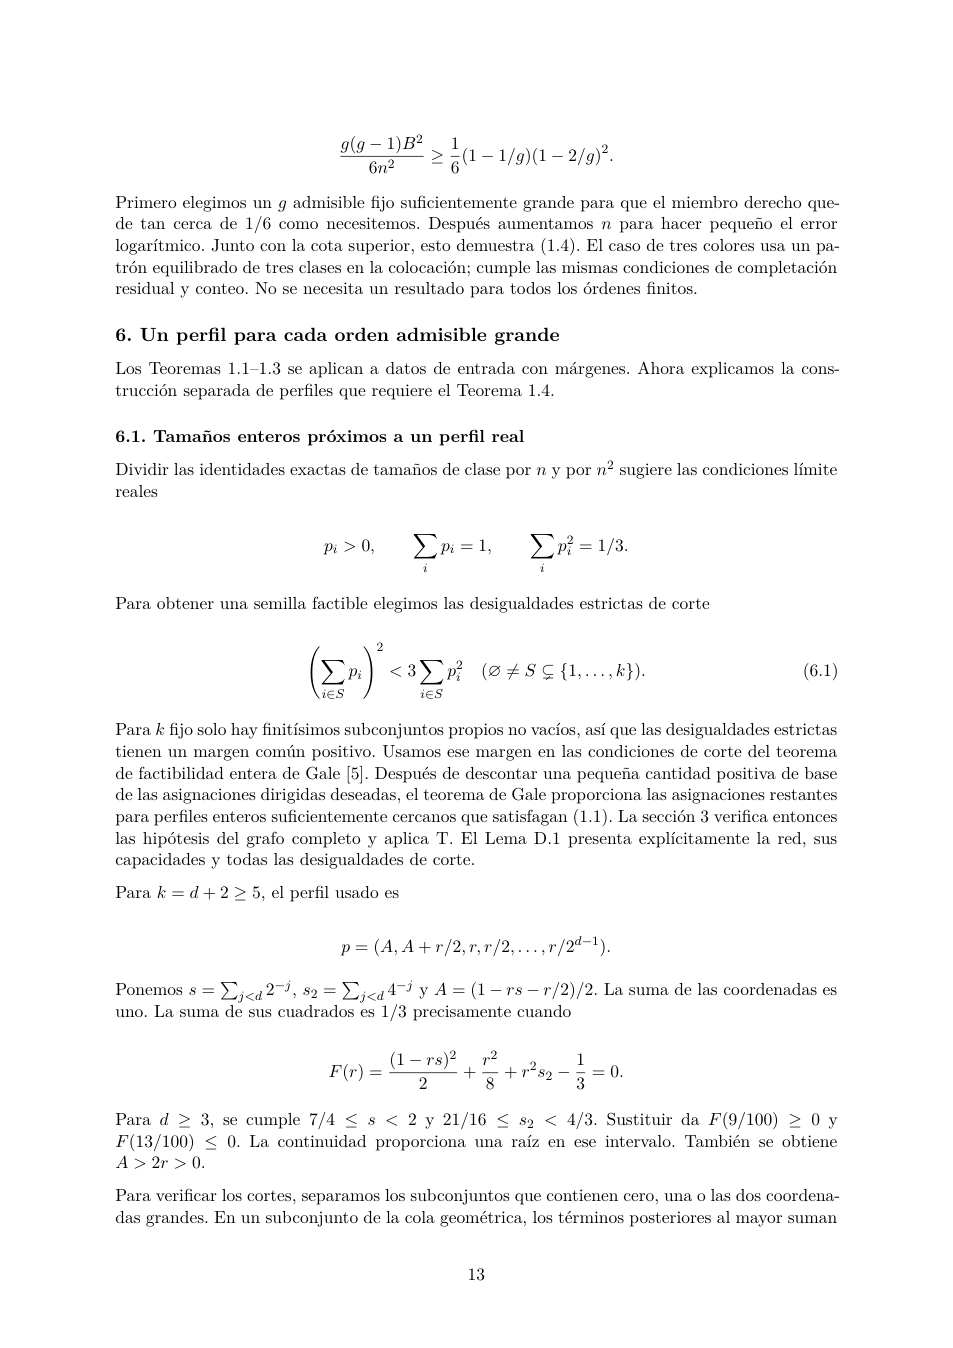 g(g − 1)B² / 6n² ≥ 1/6 (1 − 1/g)(1 − 2/g)².
Primero elegimos un g admisible fijo suficientemente grande para que el miembro derecho que-
de tan cerca de 1/6 como necesitemos. Después aumentamos n para hacer pequeño el error
logarítmico. Junto con la cota superior, esto demuestra (1.4). El caso de tres colores usa un pa-
trón equilibrado de tres clases en la colocación; cumple las mismas condiciones de completación
residual y conteo. No se necesita un resultado para todos los órdenes finitos.
6. Un perfil para cada orden admisible grande
Los Teoremas 1.1–1.3 se aplican a datos de entrada con márgenes. Ahora explicamos la cons-
trucción separada de perfiles que requiere el Teorema 1.4.
6.1. Tamaños enteros próximos a un perfil real
Dividir las identidades exactas de tamaños de clase por n y por n² sugiere las condiciones límite
reales
p_i > 0, ∑_i p_i = 1, ∑_i p_i² = 1/3.
Para obtener una semilla factible elegimos las desigualdades estrictas de corte
(∑_{i∈S} p_i)² < 3 ∑_{i∈S} p_i² (∅ ≠ S ⊊ {1, . . . , k}). (6.1)
Para k fijo solo hay finitísimos subconjuntos propios no vacíos, así que las desigualdades estrictas
tienen un margen común positivo. Usamos ese margen en las condiciones de corte del teorema
de factibilidad entera de Gale [5]. Después de descontar una pequeña cantidad positiva de base
de las asignaciones dirigidas deseadas, el teorema de Gale proporciona las asignaciones restantes
para perfiles enteros suficientemente cercanos que satisfagan (1.1). La sección 3 verifica entonces
las hipótesis del grafo completo y aplica T. El Lema D.1 presenta explícitamente la red, sus
capacidades y todas las desigualdades de corte.
Para k = d + 2 ≥ 5, el perfil usado es
p = (A, A + r/2, r, r/2, . . . , r/2^{d−1}).
Ponemos s = ∑_{j<d} 2^{−j}, s₂ = ∑_{j<d} 4^{−j} y A = (1 − rs − r/2)/2. La suma de las coordenadas es
uno. La suma de sus cuadrados es 1/3 precisamente cuando
F(r) = (1 − rs)²/2 + r²/8 + r²s₂ − 1/3 = 0.
Para d ≥ 3, se cumple 7/4 ≤ s < 2 y 21/16 ≤ s₂ < 4/3. Sustituir da F(9/100) ≥ 0 y
F(13/100) ≤ 0. La continuidad proporciona una raíz en ese intervalo. También se obtiene
A > 2r > 0.
Para verificar los cortes, separamos los subconjuntos que contienen cero, una o las dos coordena-
das grandes. En un subconjunto de la cola geométrica, los términos posteriores al mayor suman
13